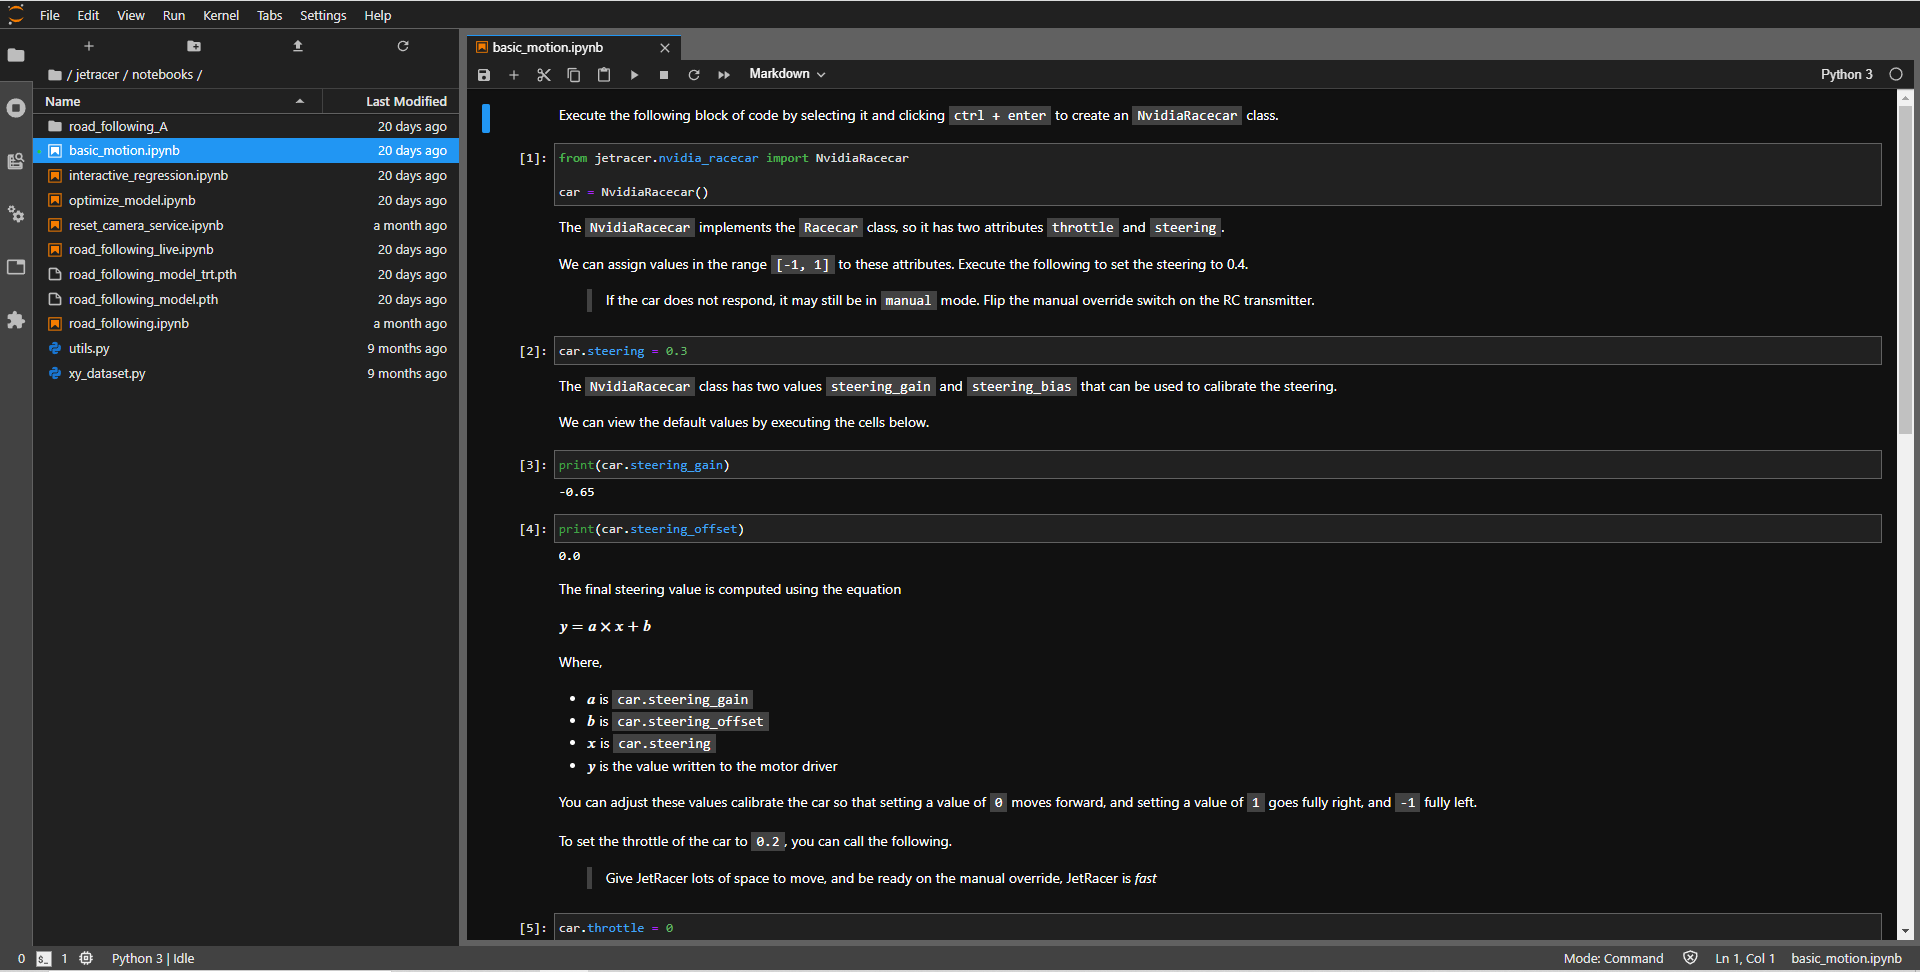 File Edit View Run Kernel Tabs Settings Help
/ jetracer / notebooks /
Name Last Modified
road_following_A 20 days ago
basic_motion.ipynb 20 days ago
interactive_regression.ipynb 20 days ago
optimize_model.ipynb 20 days ago
reset_camera_service.ipynb a month ago
road_following_live.ipynb 20 days ago
road_following_model_trt.pth 20 days ago
road_following_model.pth 20 days ago
road_following.ipynb a month ago
utils.py 9 months ago
xy_dataset.py 9 months ago
basic_motion.ipynb
Markdown Python 3
Execute the following block of code by selecting it and clicking ctrl + enter to create an NvidiaRacecar class.
[1]: from jetracer.nvidia_racecar import NvidiaRacecar
car = NvidiaRacecar()
The NvidiaRacecar implements the Racecar class, so it has two attributes throttle and steering.
We can assign values in the range [-1, 1] to these attributes. Execute the following to set the steering to 0.4.
If the car does not respond, it may still be in manual mode. Flip the manual override switch on the RC transmitter.
[2]: car.steering = 0.3
The NvidiaRacecar class has two values steering_gain and steering_bias that can be used to calibrate the steering.
We can view the default values by executing the cells below.
[3]: print(car.steering_gain)
-0.65
[4]: print(car.steering_offset)
0.0
The final steering value is computed using the equation
y = a × x + b
Where,
• a is car.steering_gain
• b is car.steering_offset
• x is car.steering
• y is the value written to the motor driver
You can adjust these values calibrate the car so that setting a value of 0 moves forward, and setting a value of 1 goes fully right, and -1 fully left.
To set the throttle of the car to 0.2, you can call the following.
Give JetRacer lots of space to move, and be ready on the manual override, JetRacer is fast
[5]: car.throttle = 0
0 $_ 1 Python 3 | Idle Mode: Command Ln 1, Col 1 basic_motion.ipynb